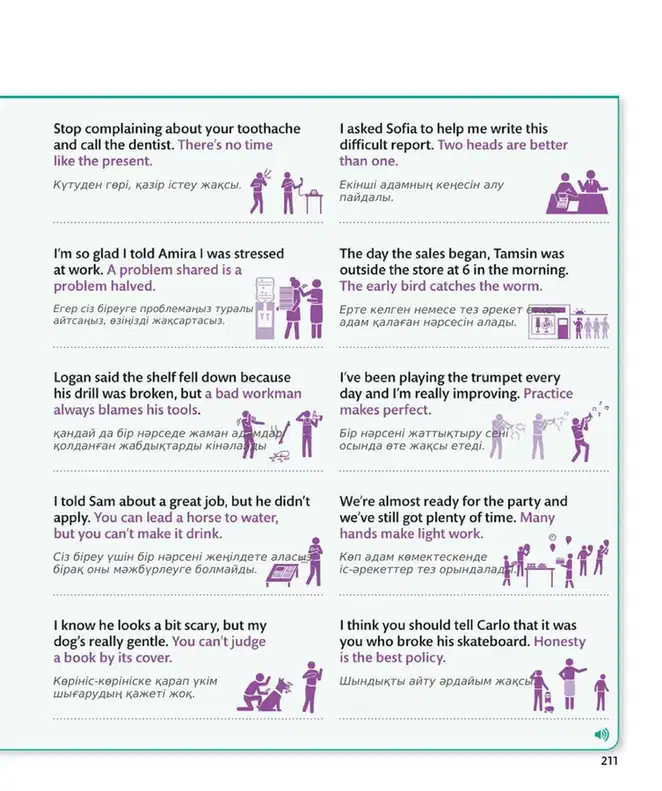 Stop complaining about your toothache
and call the dentist. There's no time
like the present.
Күтуден гөрі, қазір істеу жақсы.
I'm so glad I told Amira I was stressed
at work. A problem shared is a
problem halved.
Егер сіз біреуге проблемаңыз туралы
айтсаңыз, өзіңізді жақсартасыз.
Logan said the shelf fell down because
his drill was broken, but a bad workman
always blames his tools.
қандай да бір нәрседе жаман адамдар
қолданған жабдықтарды кінәлайды
I told Sam about a great job, but he didn't
apply. You can lead a horse to water,
but you can't make it drink.
Сіз біреу үшін бір нәрсені жеңілдете аласыз,
бірақ оны мәжбүрлеуге болмайды.
I know he looks a bit scary, but my
dog's really gentle. You can't judge
a book by its cover.
Көрініс-көрініске қарап үкім
шығарудың қажеті жоқ.
I asked Sofia to help me write this
difficult report. Two heads are better
than one.
Екінші адамның кеңесін алу
пайдалы.
The day the sales began, Tamsin was
outside the store at 6 in the morning.
The early bird catches the worm.
Ерте келген немесе тез әрекет
адам қалаған нәрсесін алады.
I've been playing the trumpet every
day and I'm really improving. Practice
makes perfect.
Бір нәрсені жаттықтыру сені
осында өте жақсы етеді.
We're almost ready for the party and
we've still got plenty of time. Many
hands make light work.
Көп адам көмектескенде
іс-әрекеттер тез орындалады.
I think you should tell Carlo that it was
you who broke his skateboard. Honesty
is the best policy.
Шындықты айту әрдайым жақсы
211